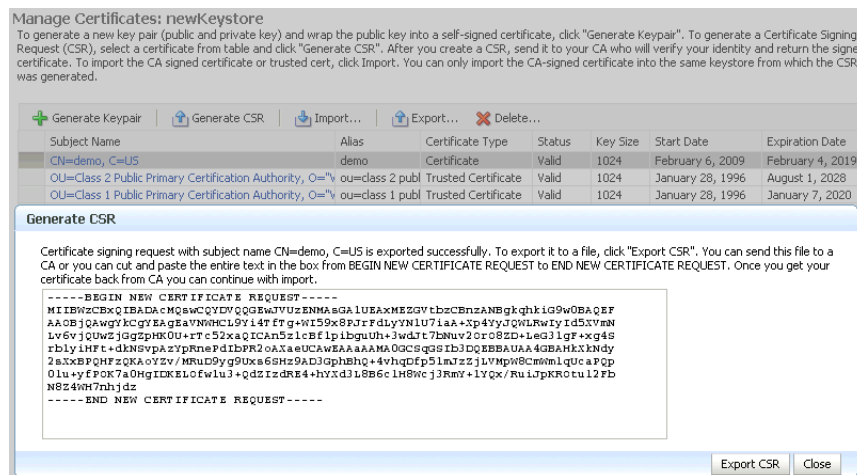 Manage Certificates: newKeystore
To generate a new key pair (public and private key) and wrap the public key into a self-signed certificate, click "Generate Keypair". To generate a Certificate Signing
Request (CSR), select a certificate from table and click "Generate CSR". After you create a CSR, send it to your CA who will verify your identity and return the signe
certificate. To import the CA signed certificate or trusted cert, click Import. You can only import the CA-signed certificate into the same keystore from which the CSR
was generated.
Generate Keypair Generate CSR Import... Export... Delete...
Subject Name Alias Certificate Type Status Key Size Start Date Expiration Date
CN=demo, C=US demo Certificate Valid 1024 February 6, 2009 February 4, 2019
OU=Class 2 Public Primary Certification Authority, O="V ou=class 2 publ Trusted Certificate Valid 1024 January 28, 1996 August 1, 2028
OU=Class 1 Public Primary Certification Authority, O="V ou=class 1 publ Trusted Certificate Valid 1024 January 28, 1996 January 7, 2020
Generate CSR
Certificate signing request with subject name CN=demo, C=US is exported successfully. To export it to a file, click "Export CSR". You can send this file to a
CA or you can cut and paste the entire text in the box from BEGIN NEW CERTIFICATE REQUEST to END NEW CERTIFICATE REQUEST. Once you get your
certificate back from CA you can continue with import.
-----BEGIN NEW CERTIFICATE REQUEST-----
-----END NEW CERTIFICATE REQUEST-----
Export CSR Close